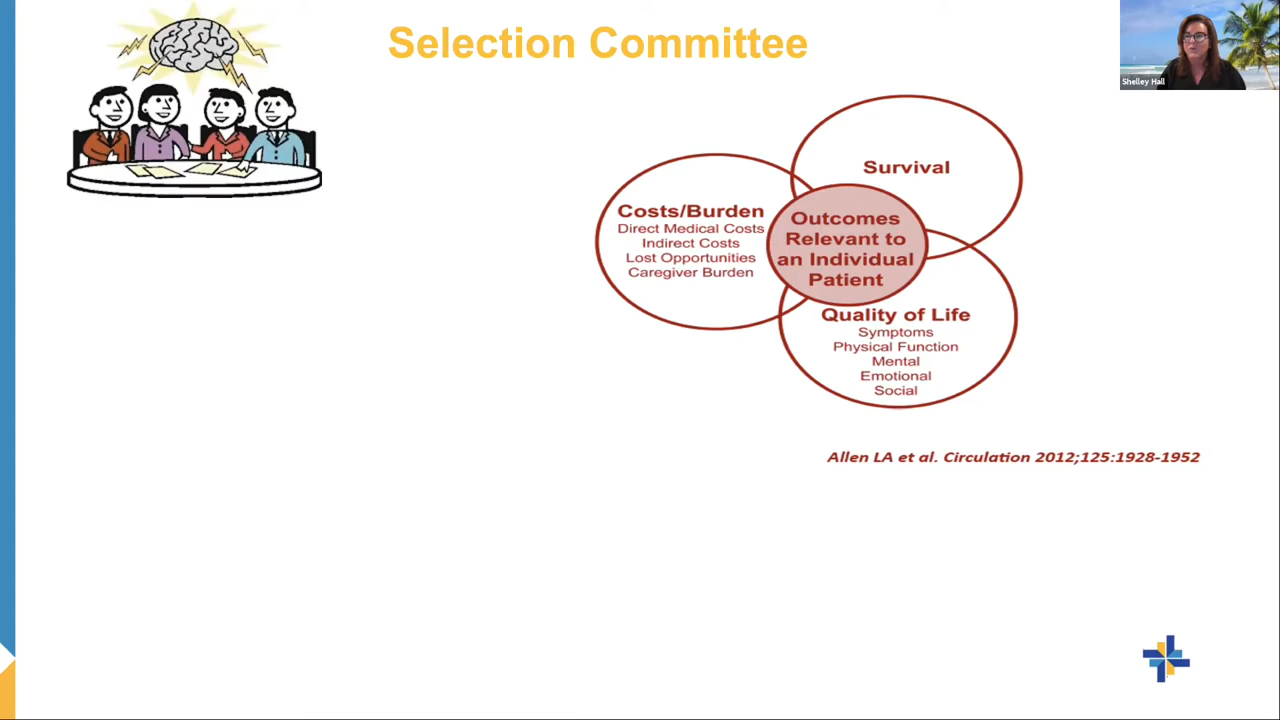 Selection Committee
Shelley Hall
Survival
Costs/Burden
Direct Medical Costs
Indirect Costs
Lost Opportunities
Caregiver Burden
Outcomes
Relevant to
an Individual
Patient
Quality of Life
Symptoms
Physical Function
Mental
Emotional
Social
Allen LA et al. Circulation 2012;125:1928-1952